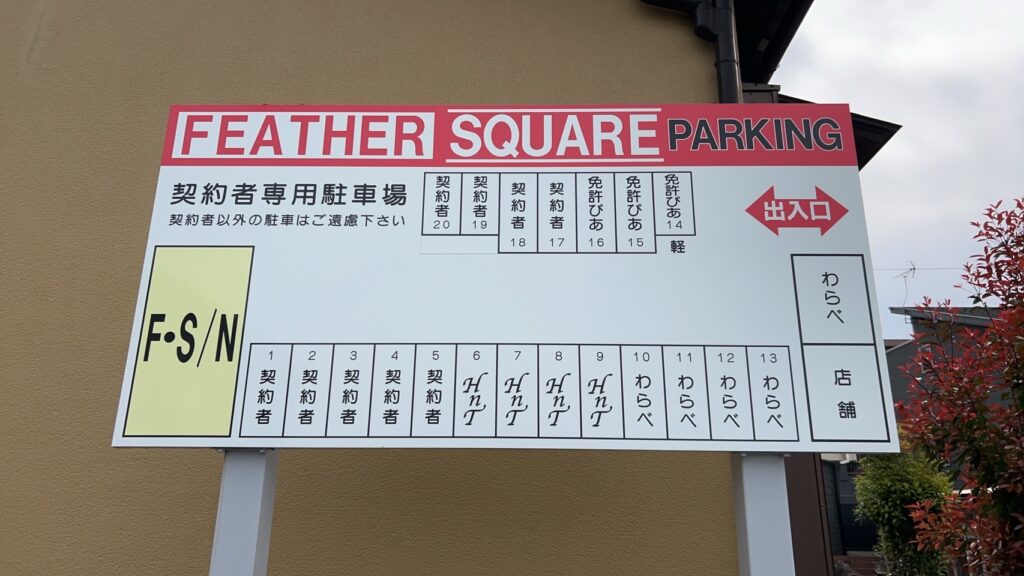 FEATHER SQUARE PARKING
契約者専用駐車場
契約者以外の駐車はご遠慮下さい
契約者 20
契約者 19
契約者 18
契約者 17
免許ぴあ 16
免許ぴあ 15
免許ぴあ 14
軽
出入口
わらべ
店舗
F・S/N
1 契約者
2 契約者
3 契約者
4 契約者
5 契約者
6 HnT
7 HnT
8 HnT
9 HnT
10 わらべ
11 わらべ
12 わらべ
13 わらべ